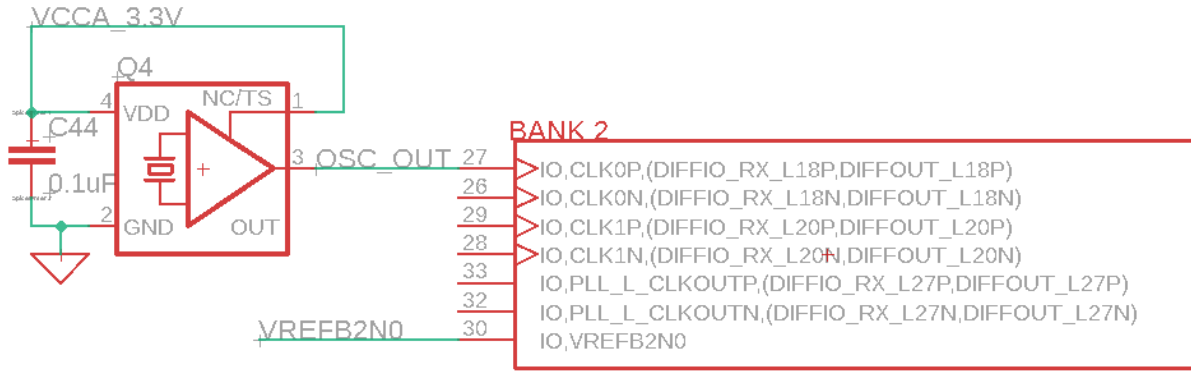 VCCA_3.3V
Q4
4
VDD
NC/TS
1
C44
0.1uF
3
OSC_OUT
2
GND
OUT
BANK 2
27
IO,CLK0P,(DIFFIO_RX_L18P,DIFFOUT_L18P)
26
IO,CLK0N,(DIFFIO_RX_L18N,DIFFOUT_L18N)
29
IO,CLK1P,(DIFFIO_RX_L20P,DIFFOUT_L20P)
28
IO,CLK1N,(DIFFIO_RX_L20N,DIFFOUT_L20N)
33
IO,PLL_L_CLKOUTP,(DIFFIO_RX_L27P,DIFFOUT_L27P)
32
IO,PLL_L_CLKOUTN,(DIFFIO_RX_L27N,DIFFOUT_L27N)
VREFB2N0
30
IO,VREFB2N0